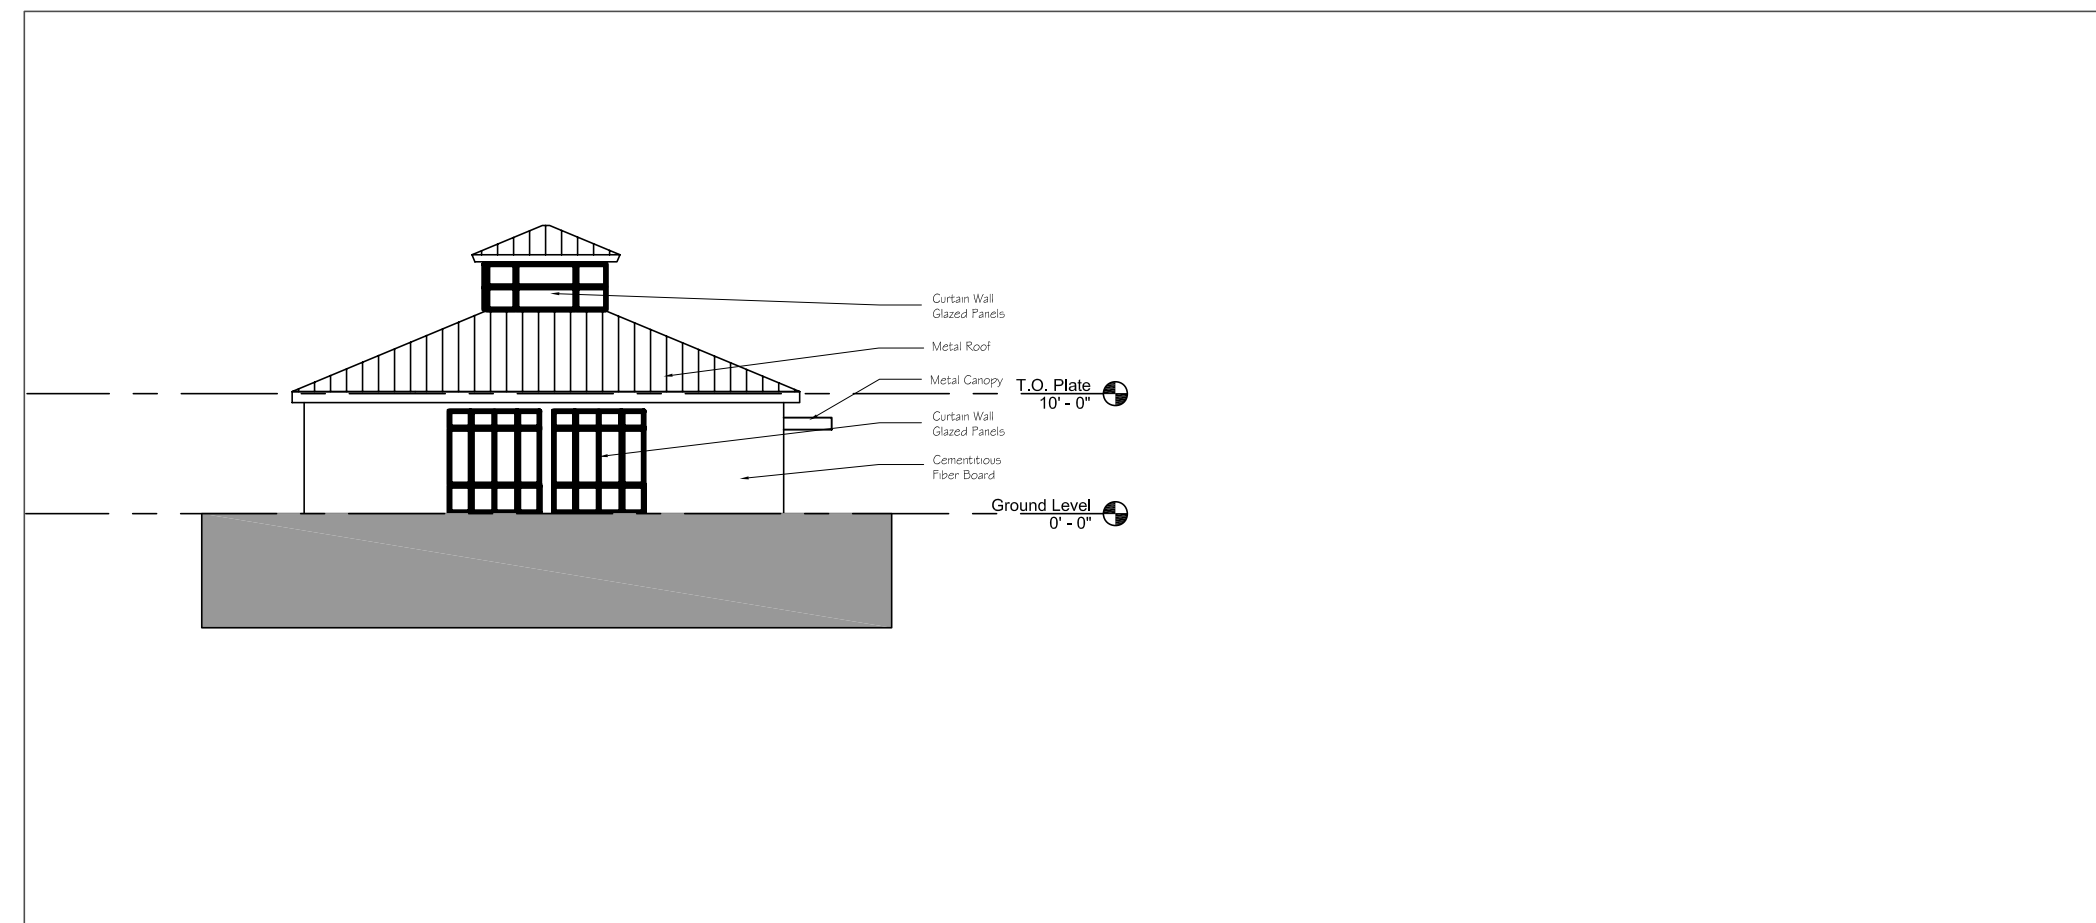 Curtain Wall
Glazed Panels
Metal Roof
Metal Canopy
T.O. Plate
10' - 0"
Curtain Wall
Glazed Panels
Cementitious
Fiber Board
Ground Level
0' - 0"